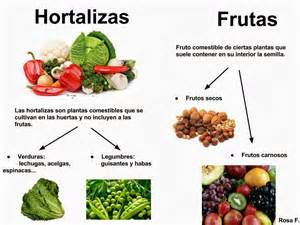 Hortalizas
Las hortalizas son plantas comestibles que se
cultivan en las huertas y no incluyen a las
frutas.
● Verduras:
lechugas, acelgas,
espinacas...
● Legumbres:
guisantes y habas
Frutas
Fruto comestible de ciertas plantas que
suele contener en su interior la semilla.
● Frutos secos
● Frutos carnosos
Rosa F.